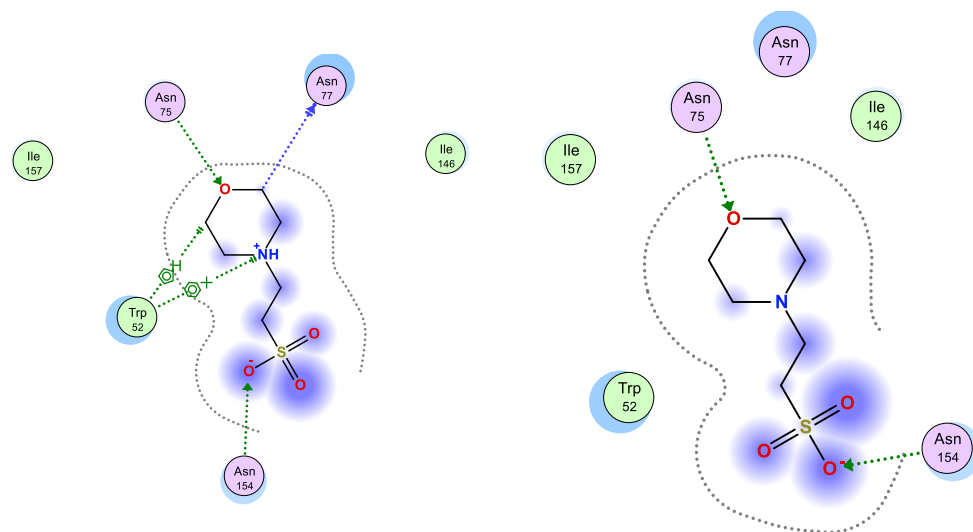 Asn
75
Asn
77
Ile
157
Ile
146
O
H
+
NH
Trp
52
O
S
O-
O
Asn
154
Asn
77
Asn
75
Ile
146
Ile
157
O
N
Trp
52
O
S
O
O-
Asn
154